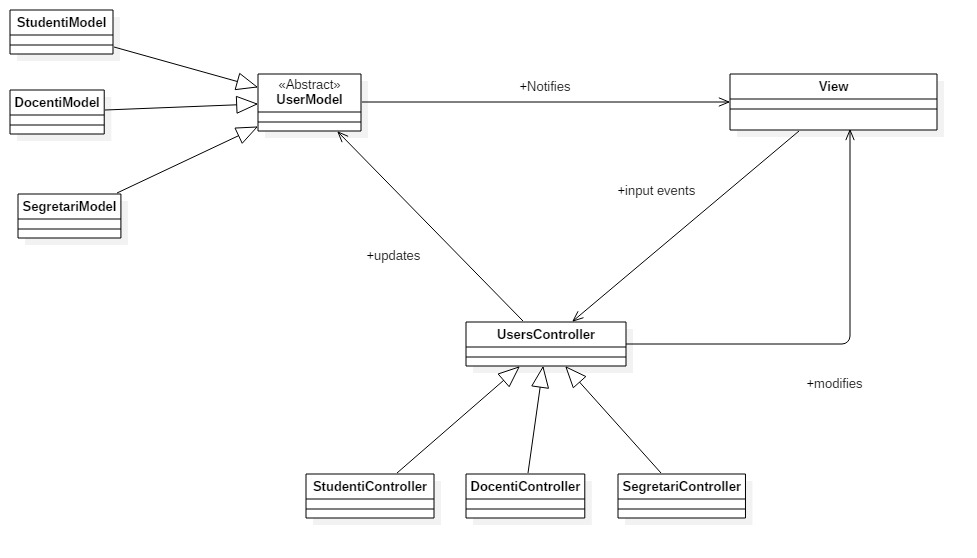 StudentiModel
DocentiModel
SegretariModel
«Abstract»
UserModel
+Notifies
View
+input events
+updates
UsersController
+modifies
StudentiController
DocentiController
SegretariController